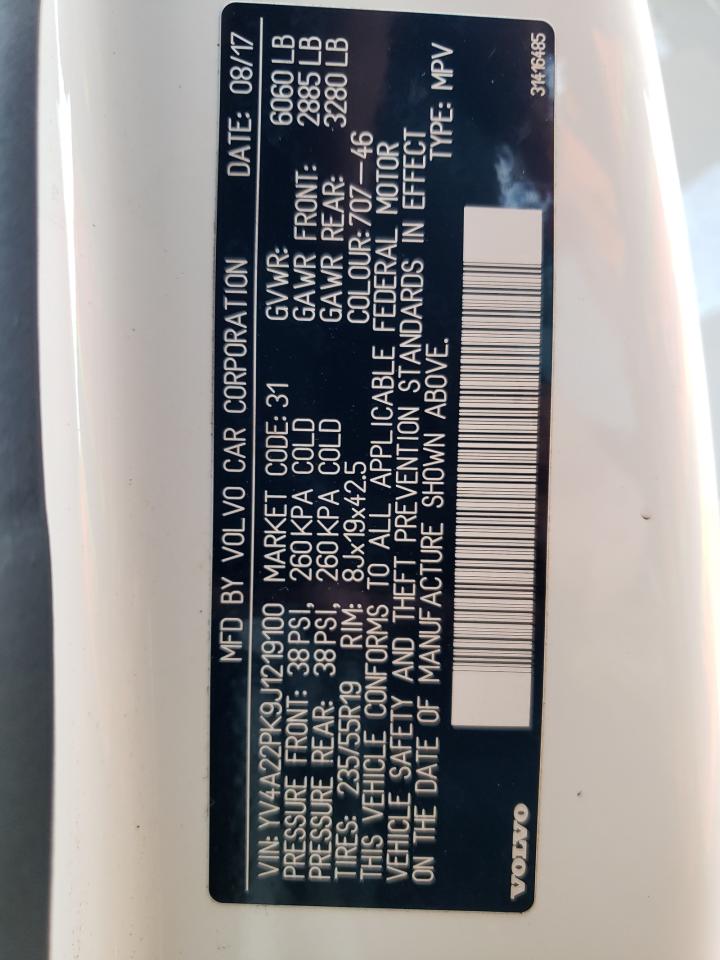 MFD BY VOLVO CAR CORPORATION DATE: 08/17
VIN: YV4A22PK9J1219100 MARKET CODE: 31 GVWR: 6060 LB
PRESSURE FRONT: 38 PSI, 260 KPA COLD GAWR FRONT: 2885 LB
PRESSURE REAR: 38 PSI, 260 KPA COLD GAWR REAR: 3280 LB
TIRES: 235/55R19 RIM: 8Jx19x42.5 COLOUR: 707-46
THIS VEHICLE CONFORMS TO ALL APPLICABLE FEDERAL MOTOR
VEHICLE SAFETY AND THEFT PREVENTION STANDARDS IN EFFECT
ON THE DATE OF MANUFACTURE SHOWN ABOVE. TYPE: MPV
VOLVO 31416485